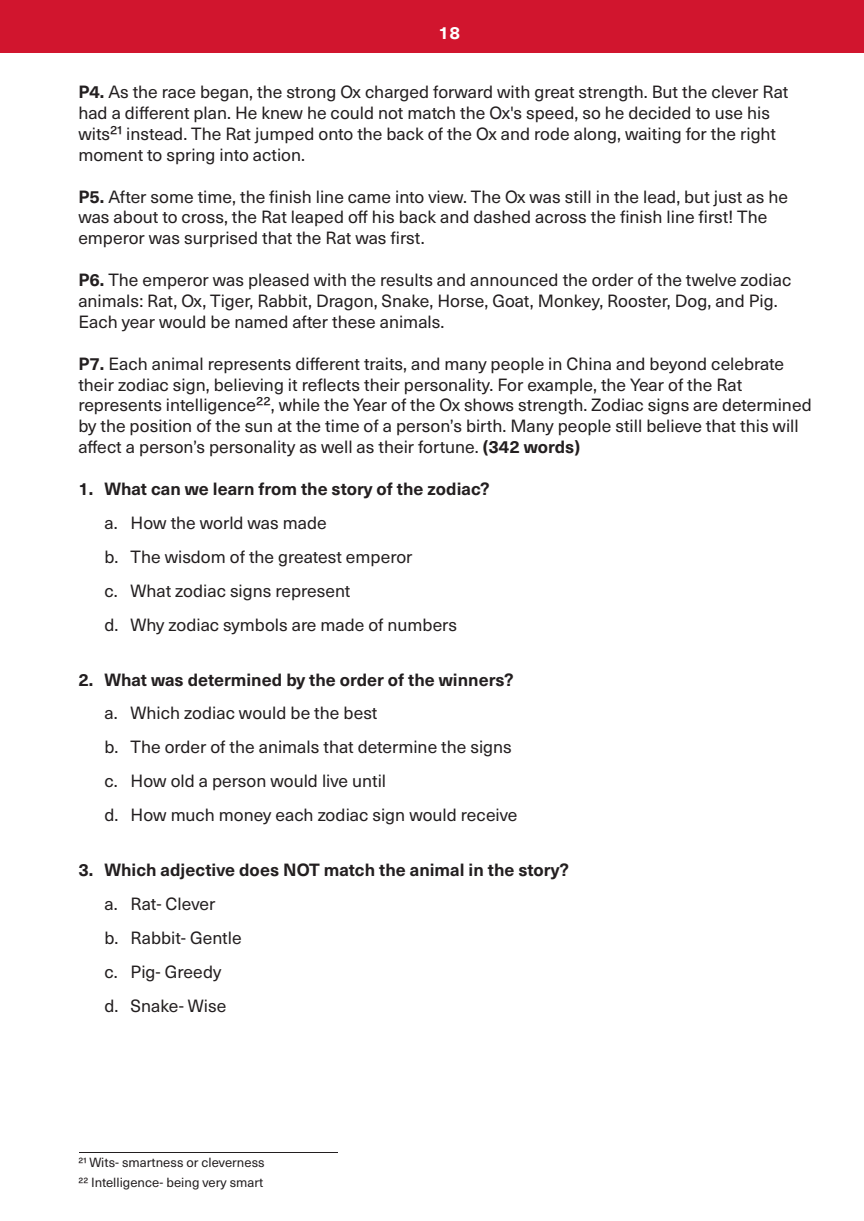 18
P4. As the race began, the strong Ox charged forward with great strength. But the clever Rat
had a different plan. He knew he could not match the Ox's speed, so he decided to use his
wits²¹ instead. The Rat jumped onto the back of the Ox and rode along, waiting for the right
moment to spring into action.
P5. After some time, the finish line came into view. The Ox was still in the lead, but just as he
was about to cross, the Rat leaped off his back and dashed across the finish line first! The
emperor was surprised that the Rat was first.
P6. The emperor was pleased with the results and announced the order of the twelve zodiac
animals: Rat, Ox, Tiger, Rabbit, Dragon, Snake, Horse, Goat, Monkey, Rooster, Dog, and Pig.
Each year would be named after these animals.
P7. Each animal represents different traits, and many people in China and beyond celebrate
their zodiac sign, believing it reflects their personality. For example, the Year of the Rat
represents intelligence²², while the Year of the Ox shows strength. Zodiac signs are determined
by the position of the sun at the time of a person's birth. Many people still believe that this will
affect a person’s personality as well as their fortune. (342 words)
1. What can we learn from the story of the zodiac?
a. How the world was made
b. The wisdom of the greatest emperor
c. What zodiac signs represent
d. Why zodiac symbols are made of numbers
2. What was determined by the order of the winners?
a. Which zodiac would be the best
b. The order of the animals that determine the signs
c. How old a person would live until
d. How much money each zodiac sign would receive
3. Which adjective does NOT match the animal in the story?
a. Rat- Clever
b. Rabbit- Gentle
c. Pig- Greedy
d. Snake- Wise
²¹ Wits- smartness or cleverness
²² Intelligence- being very smart